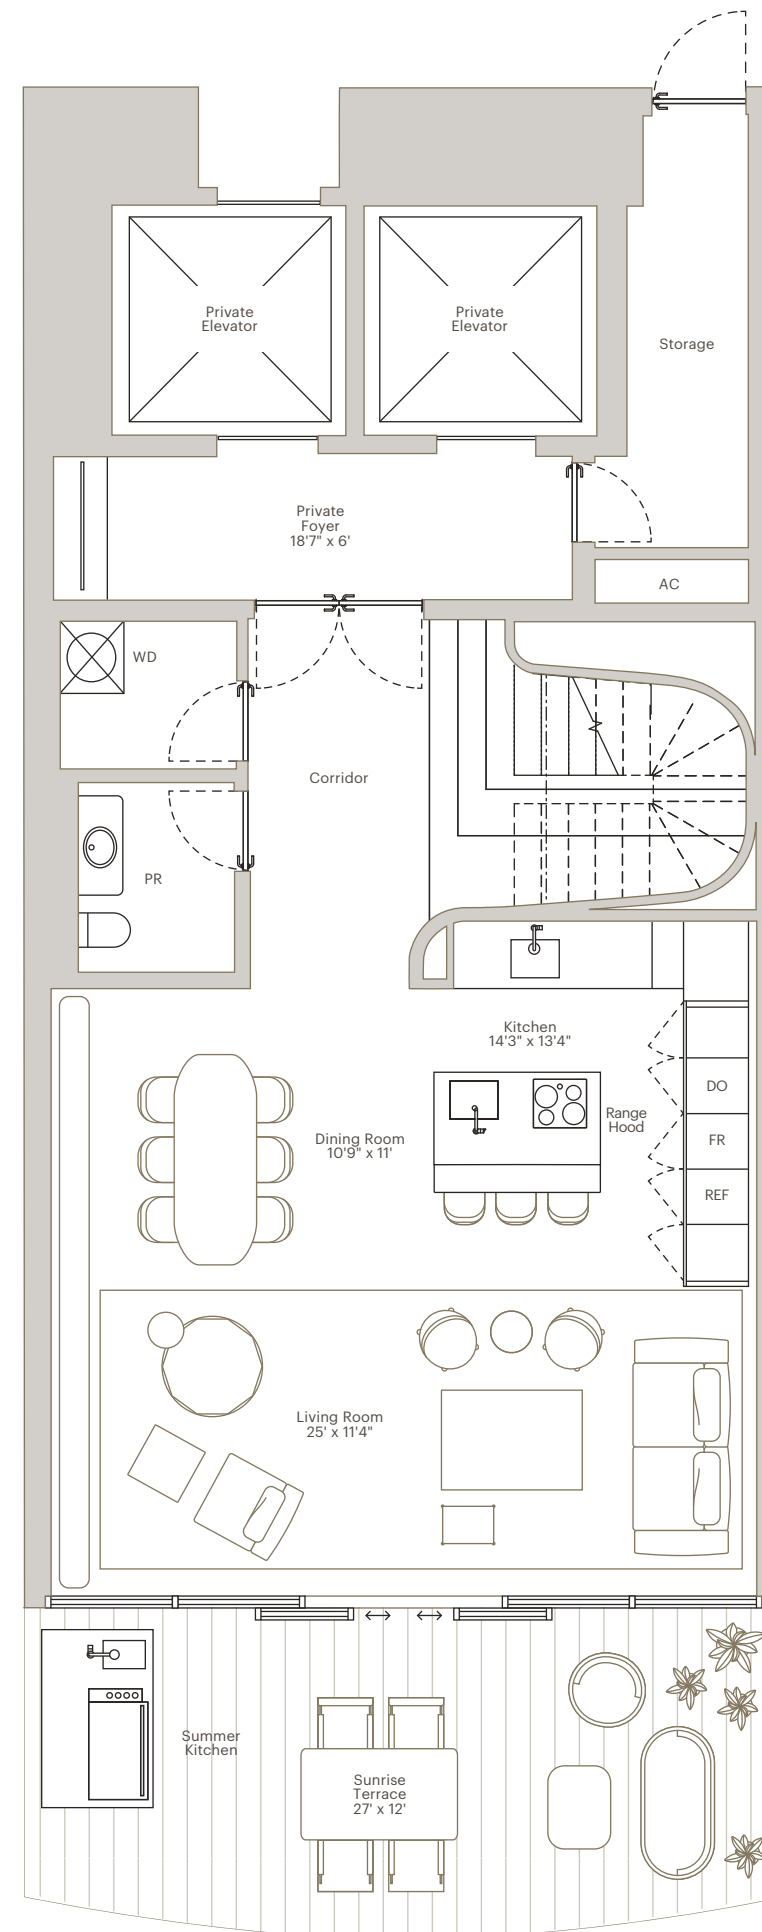 Private
Elevator
Private
Elevator
Storage
Private
Foyer
18'7" x 6'
AC
WD
Corridor
PR
Kitchen
14'3" x 13'4"
DO
Range
Hood
FR
Dining Room
10'9" x 11'
REF
Living Room
25' x 11'4"
Summer
Kitchen
Sunrise
Terrace
27' x 12'